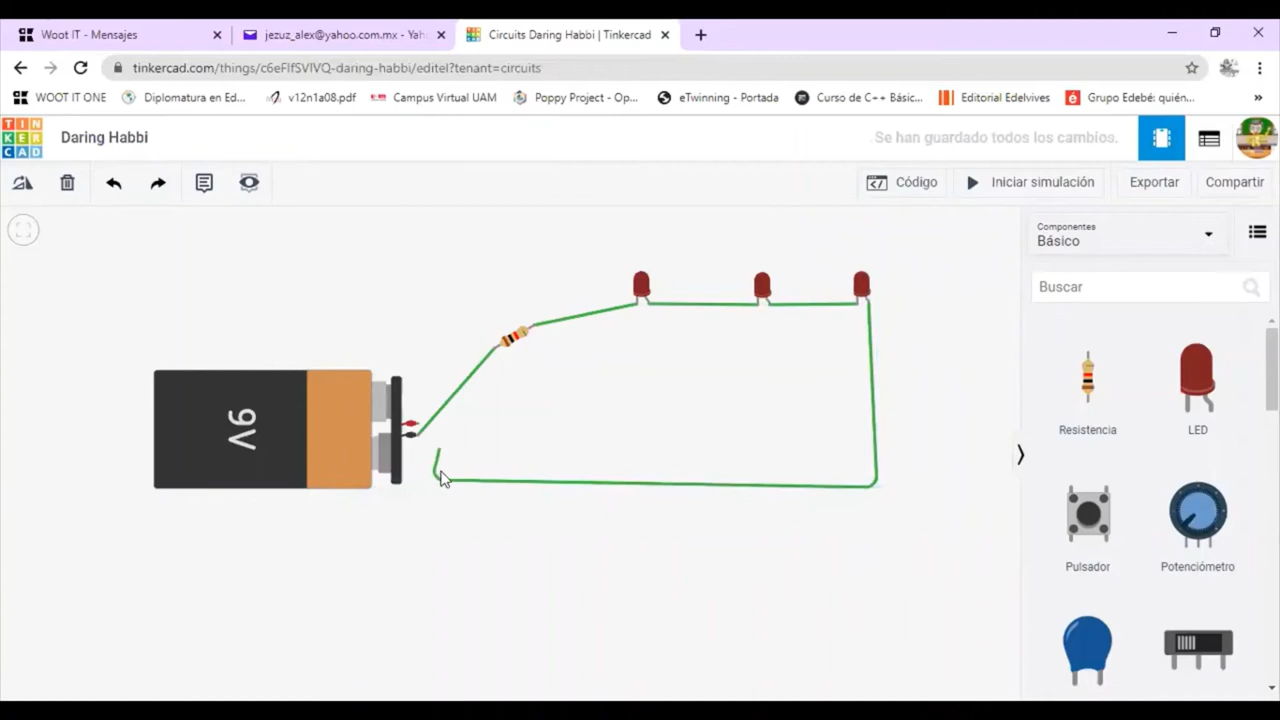 Woot IT - Mensajes
jezuz_alex@yahoo.com.mx - Yaho
Circuits Daring Habbi | Tinkercad
tinkercad.com/things/c6eFIfSVIVQ-daring-habbi/editel?tenant=circuits
WOOT IT ONE
Diplomatura en Ed...
v12n1a08.pdf
Campus Virtual UAM
Poppy Project - Op...
eTwinning - Portada
Curso de C++ Básic...
Editorial Edelvives
Grupo Edebé: quién...
»
TIN
KER
CAD
Daring Habbi
Se han guardado todos los cambios.
Código
Iniciar simulación
Exportar
Compartir
Componentes
Básico
Buscar
Resistencia
LED
Pulsador
Potenciómetro
9V